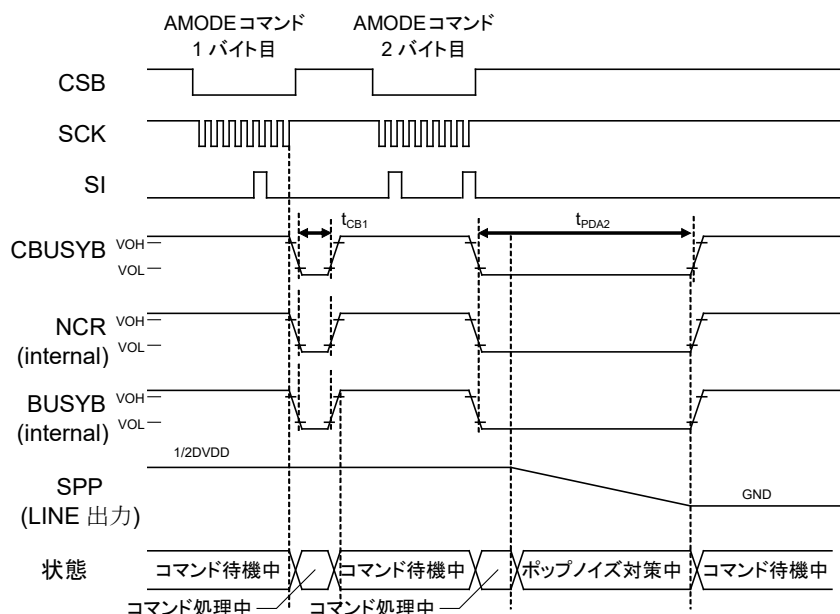 AMODEコマンド AMODEコマンド
1 バイト目 2 バイト目
CSB
SCK
SI
tCB1 tPDA2
CBUSYB VOH
VOL
NCR VOH
(internal) VOL
BUSYB VOH
(internal) VOL
1/2DVDD
SPP GND
(LINE 出力)
状態 コマンド待機中 コマンド待機中 ポップノイズ対策中 コマンド待機中
コマンド処理中 コマンド処理中